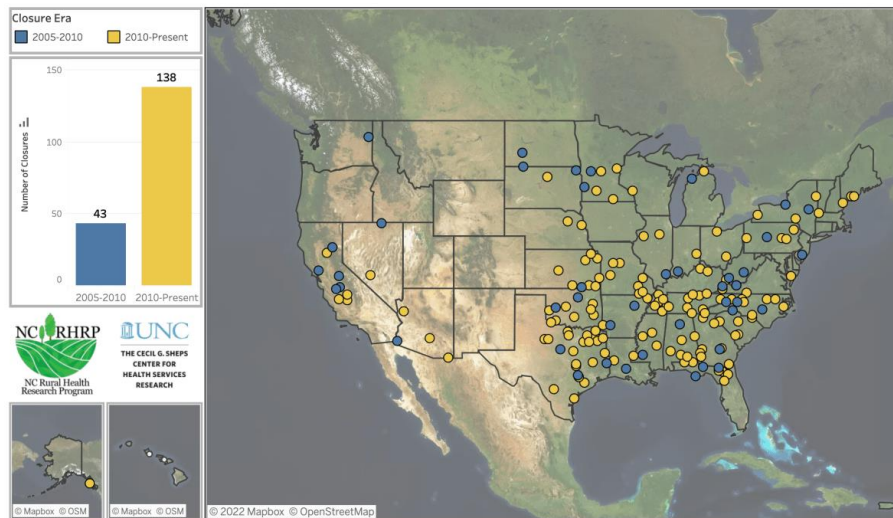 Closure Era
2005-2010
2010-Present
150
138
100
Number of Closures
50
43
0
2005-2010
2010-Present
NC RHRP
NC Rural Health
Research Program
UNC
THE CECIL G. SHEPS
CENTER FOR
HEALTH SERVICES
RESEARCH
© Mapbox © OSM
© Mapbox © OSM
© 2022 Mapbox © OpenStreetMap